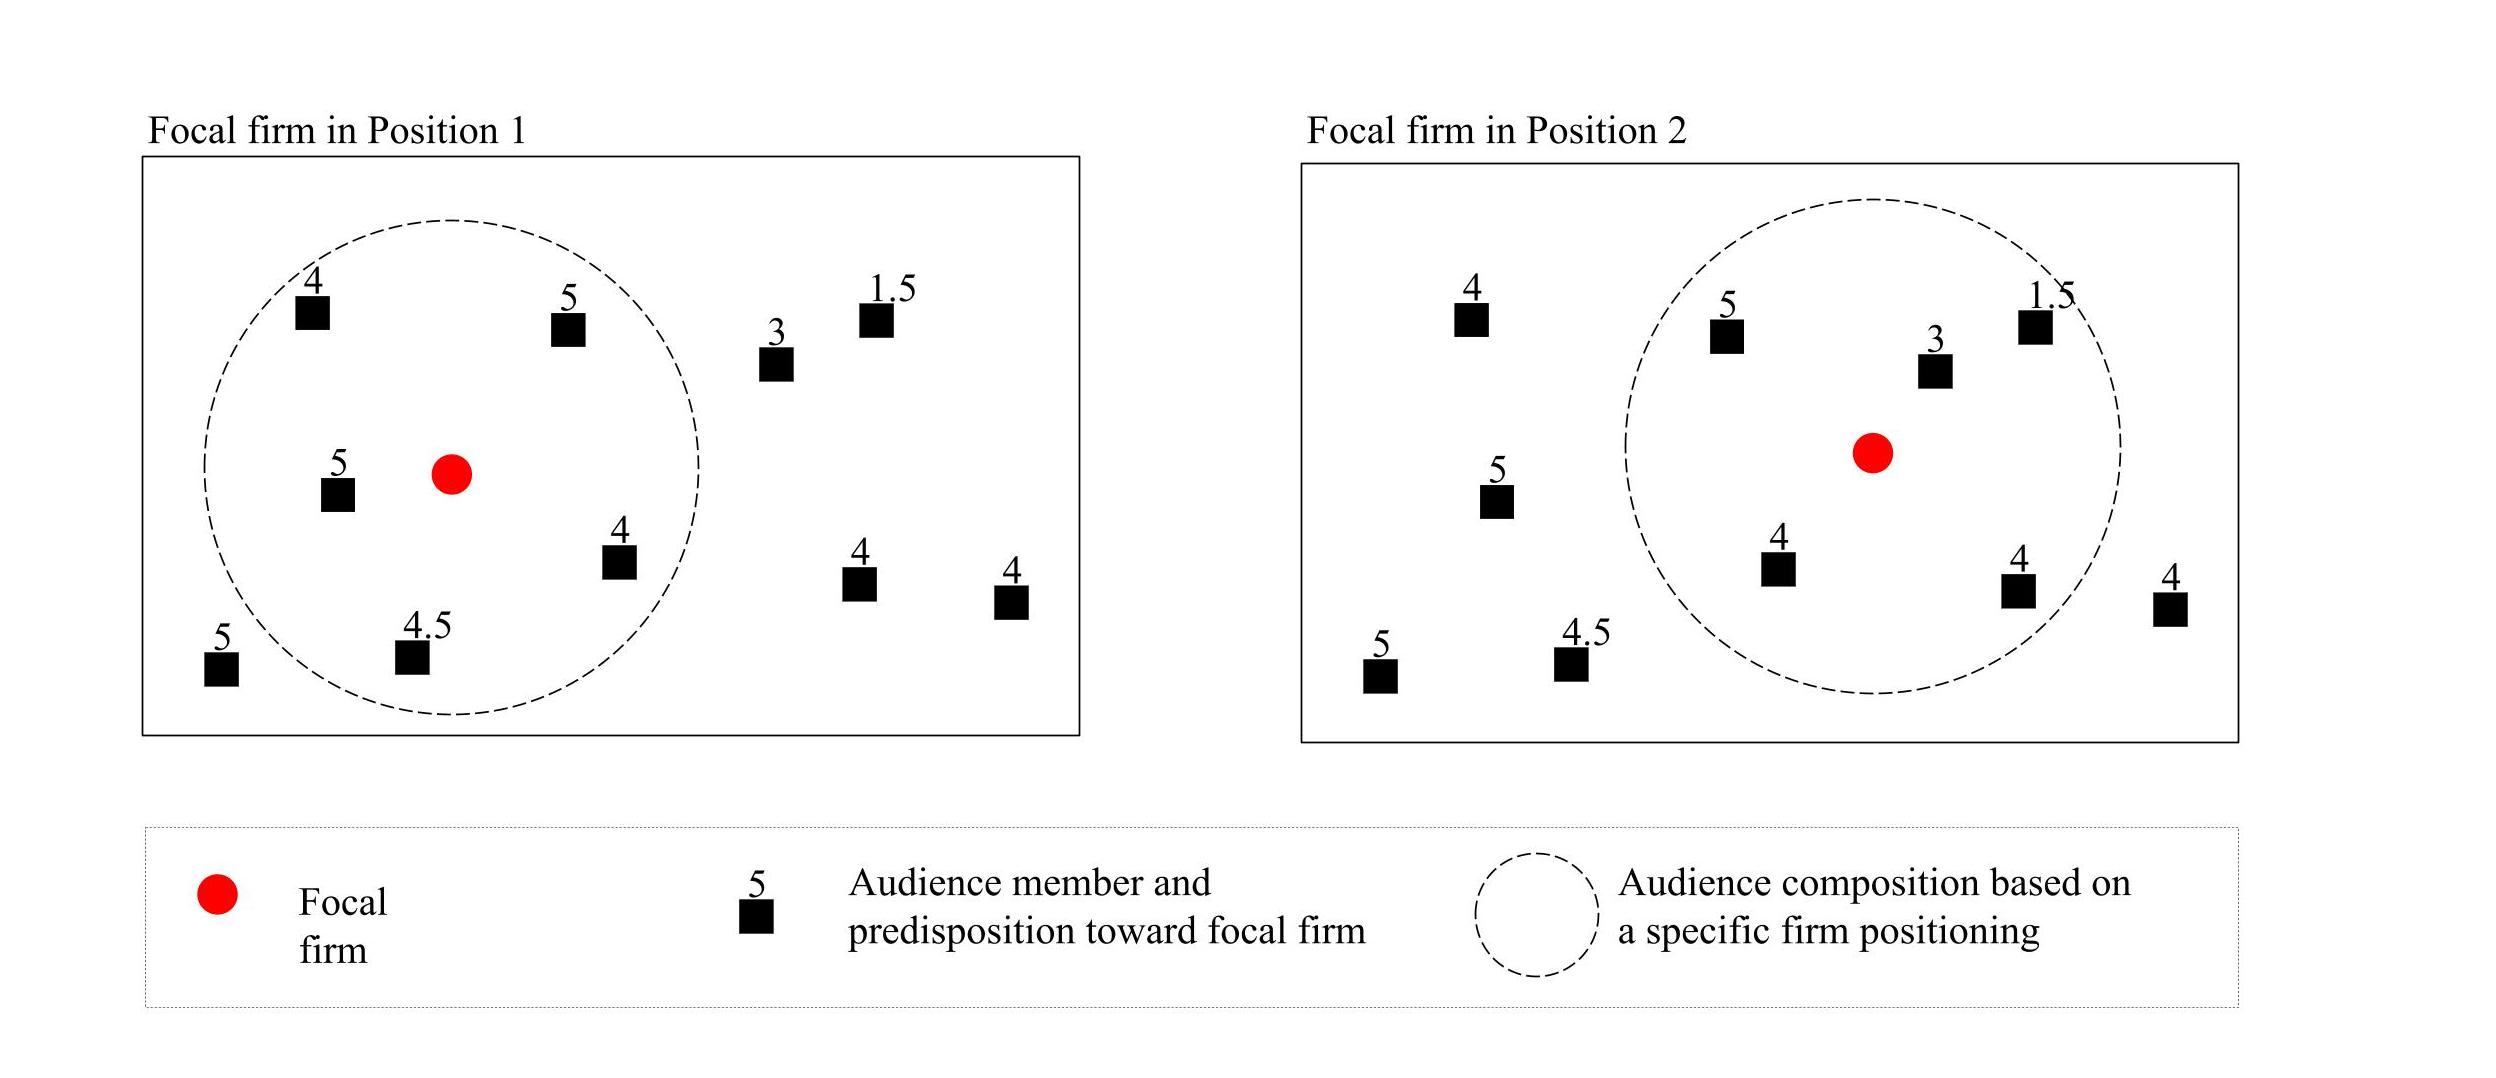 Focal firm in Position 1
Focal firm in Position 2
4
5
1.5
3
5
4
4
4
5
4.5
4
5
1.5
3
5
4
4
4
5
4.5
Focal
firm
5
Audience member and
predisposition toward focal firm
Audience composition based on
a specific firm positioning